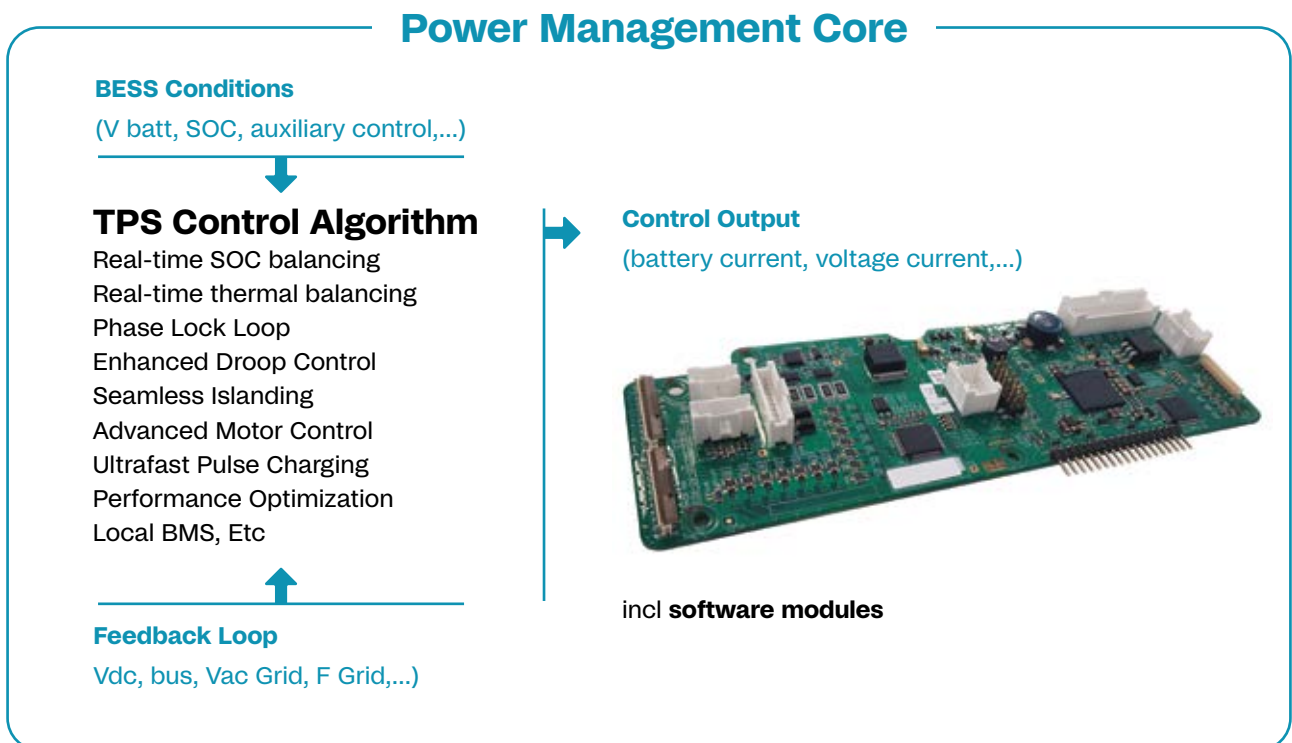 Power Management Core
BESS Conditions
(V batt, SOC, auxiliary control,...)
TPS Control Algorithm
Real-time SOC balancing
Real-time thermal balancing
Phase Lock Loop
Enhanced Droop Control
Seamless Islanding
Advanced Motor Control
Ultrafast Pulse Charging
Performance Optimization
Local BMS, Etc
Feedback Loop
Vdc, bus, Vac Grid, F Grid,...)
Control Output
(battery current, voltage current,...)
incl software modules